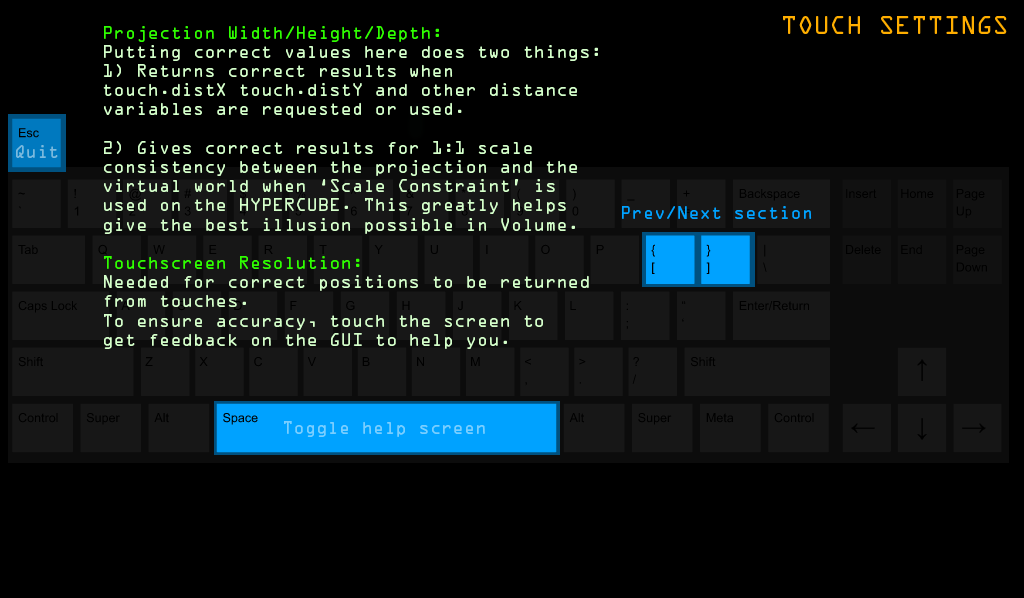 TOUCH SETTINGS
Projection Width/Height/Depth:
Putting correct values here does two things:
1) Returns correct results when
touch.distX touch.distY and other distance
variables are requested or used.
2) Gives correct results for 1:1 scale
consistency between the projection and the
virtual world when 'Scale Constraint' is
used on the HYPERCUBE. This greatly helps
give the best illusion possible in Volume.
Touchscreen Resolution:
Needed for correct positions to be returned
from touches.
To ensure accuracy, touch the screen to
get feedback on the GUI to help you.
Esc
Quit
Prev/Next section
~ ! # ) _ + Backspace Insert Home Page Up
` 1 2 3 6 0
Tab Q W E R T Y U I O P { [ } ] | \ Delete End Page Down
Caps Lock F G H J K L : ; " ' Enter/Return
Shift Z X C V B N M < , > . ? / Shift ↑
Control Super Alt Space Alt Super Meta Control ← ↓ →
Toggle help screen